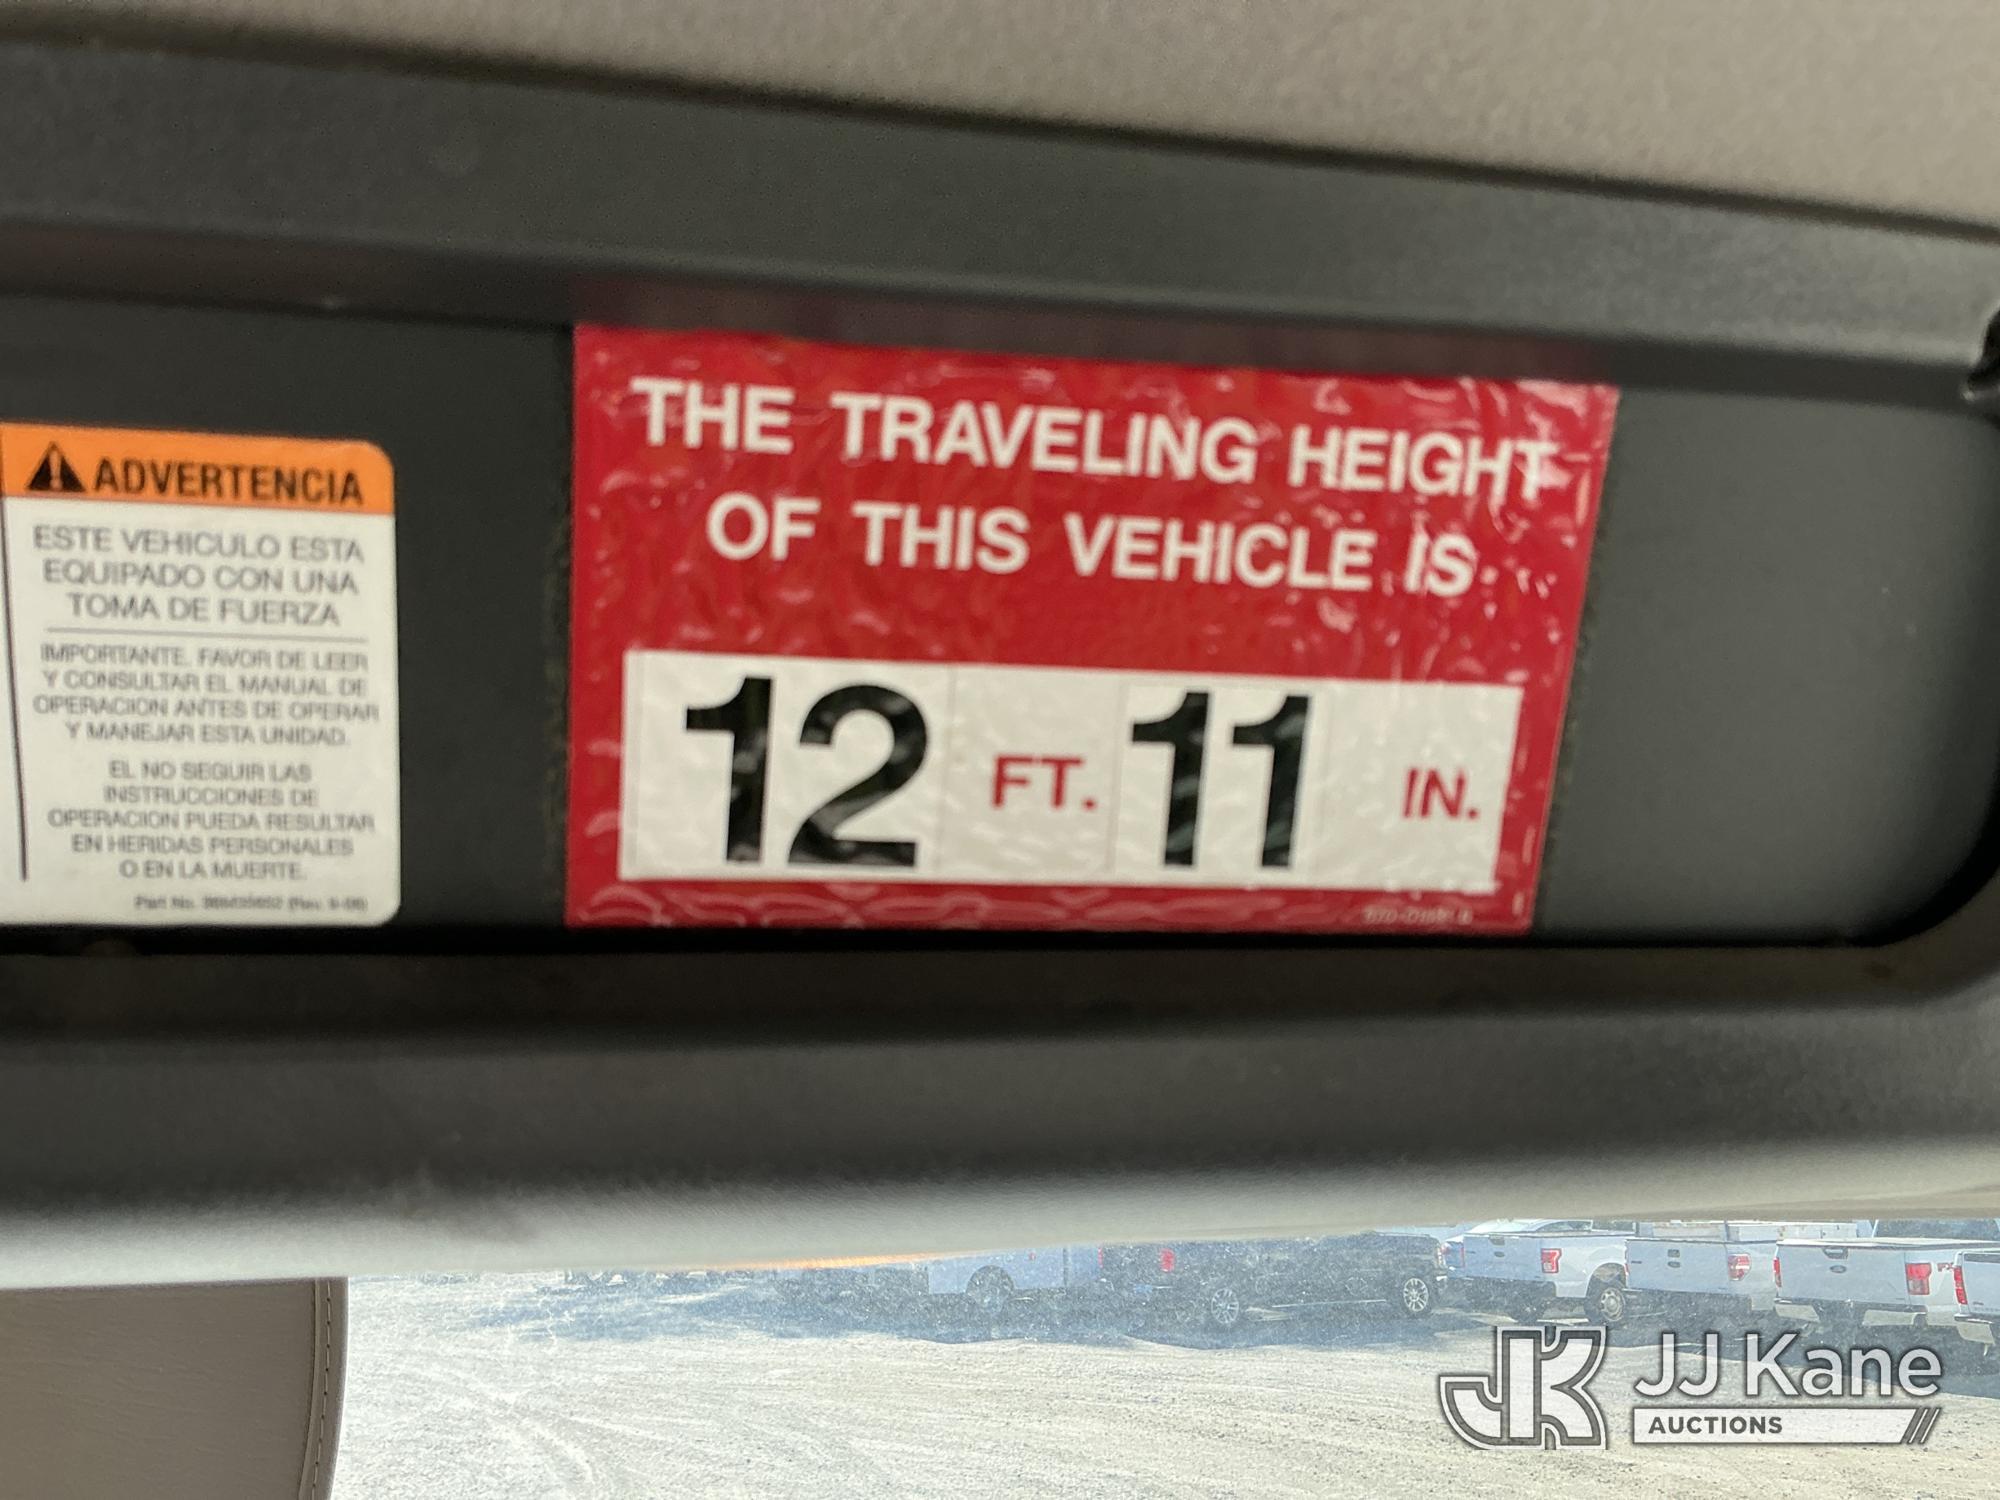 ADVERTENCIA
ESTE VEHICULO ESTA
EQUIPADO CON UNA
TOMA DE FUERZA
IMPORTANTE. FAVOR DE LEER
Y CONSULTAR EL MANUAL DE
OPERACION ANTES DE OPERAR
Y MANEJAR ESTA UNIDAD.
EL NO SEGUIR LAS
INSTRUCCIONES DE
OPERACION PUEDA RESULTAR
EN HERIDAS PERSONALES
O EN LA MUERTE.
Part No.
THE TRAVELING HEIGHT
OF THIS VEHICLE IS
12 FT. 11 IN.
JJ Kane
AUCTIONS